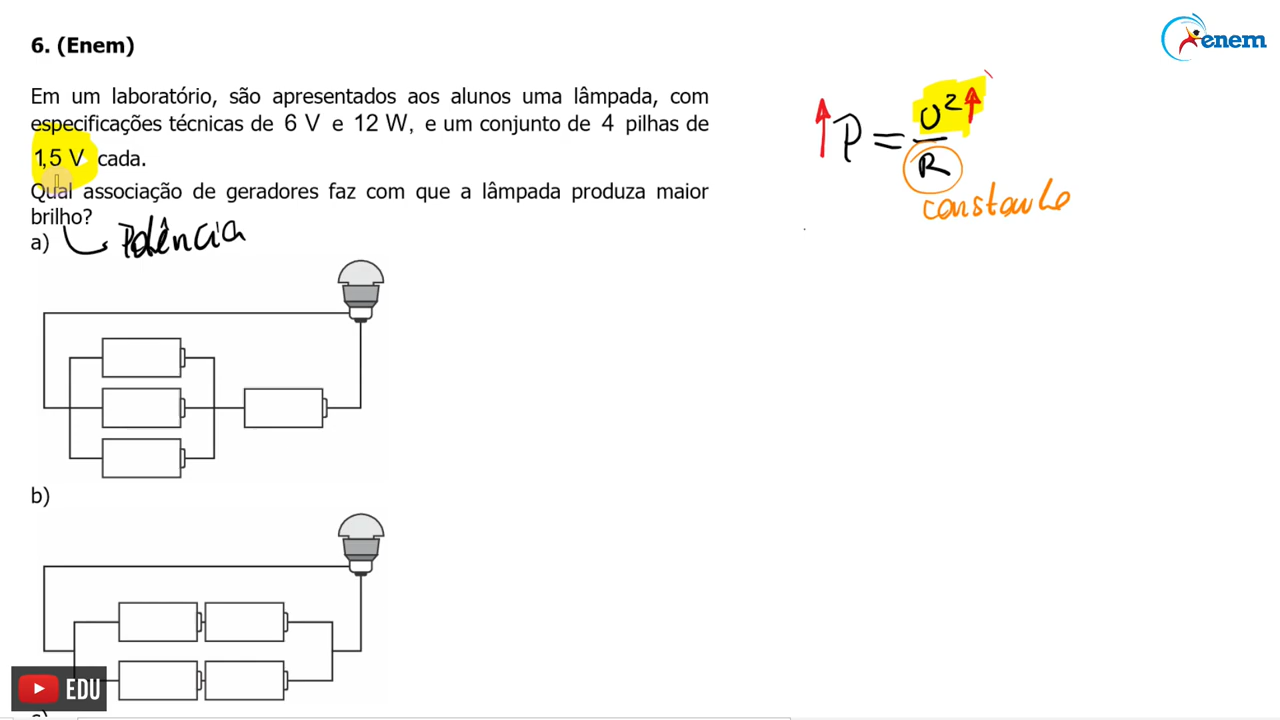 6. (Enem)
enem
Em um laboratório, são apresentados aos alunos uma lâmpada, com
especificações técnicas de 6 V e 12 W, e um conjunto de 4 pilhas de
1,5 V cada.
Qual associação de geradores faz com que a lâmpada produza maior
brilho?
a) Potência
P = U²/R
constante
b)
EDU